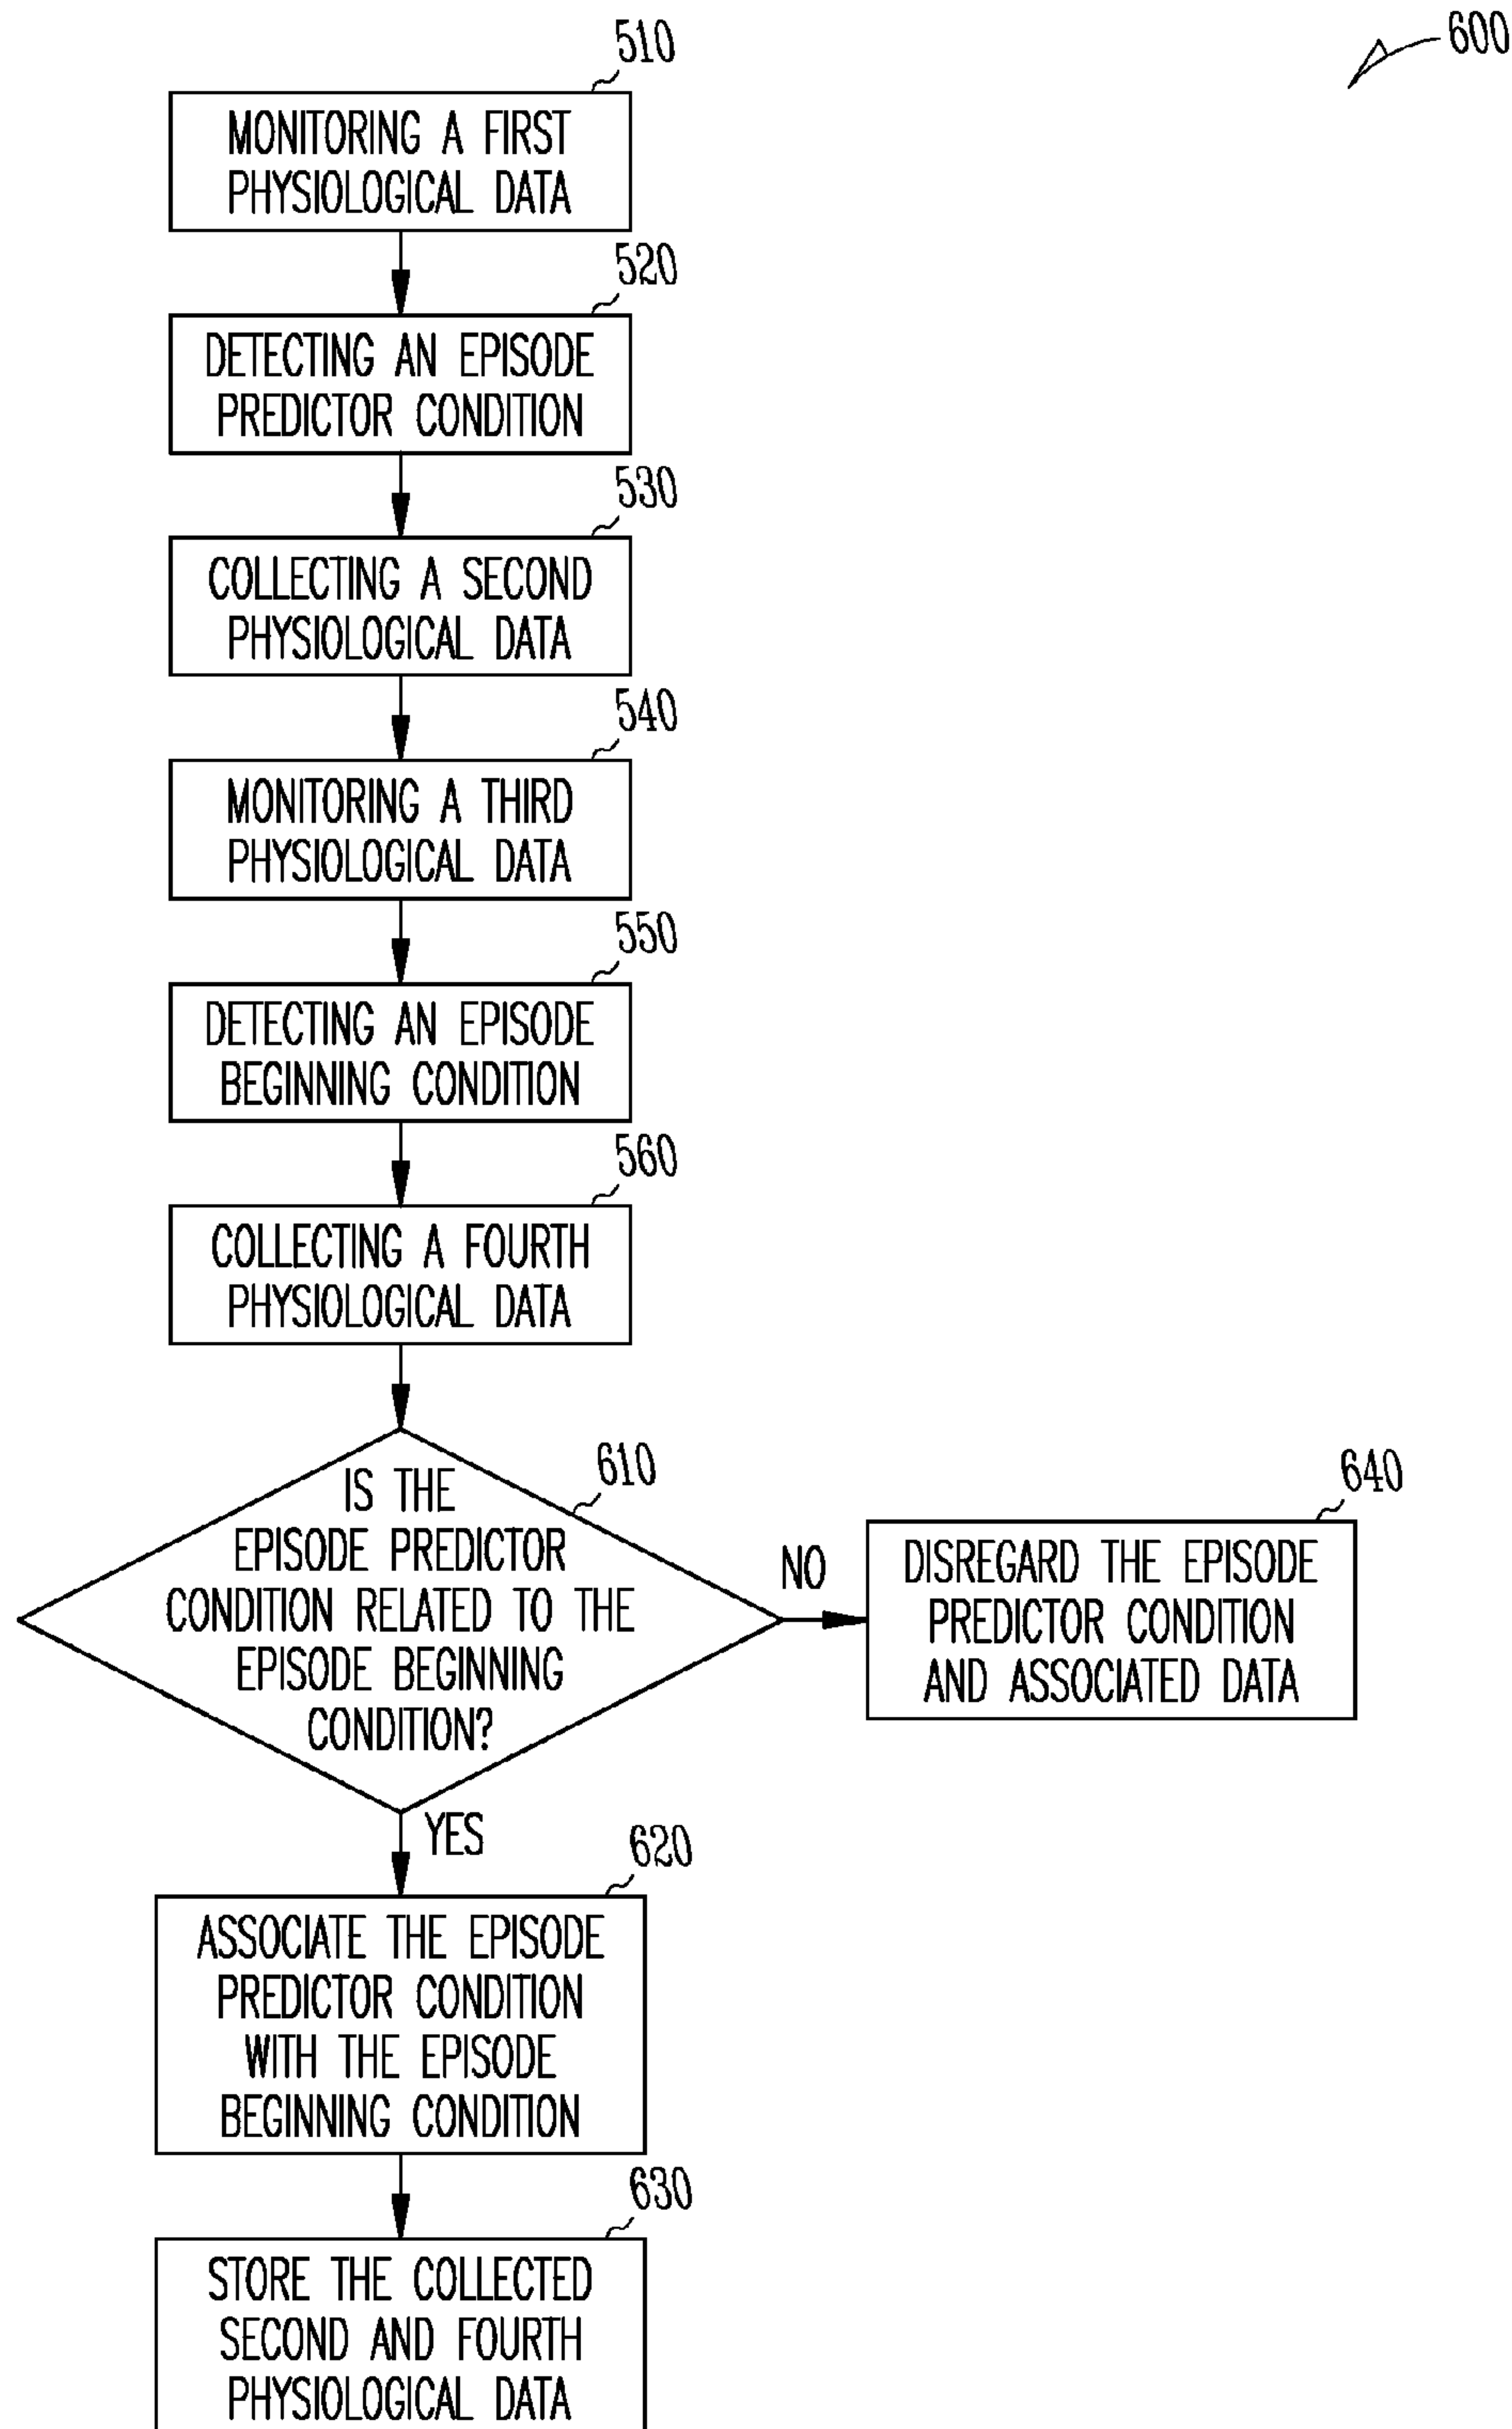 600
510
MONITORING A FIRST
PHYSIOLOGICAL DATA
520
DETECTING AN EPISODE
PREDICTOR CONDITION
530
COLLECTING A SECOND
PHYSIOLOGICAL DATA
540
MONITORING A THIRD
PHYSIOLOGICAL DATA
550
DETECTING AN EPISODE
BEGINNING CONDITION
560
COLLECTING A FOURTH
PHYSIOLOGICAL DATA
610
IS THE
EPISODE PREDICTOR
CONDITION RELATED TO THE
EPISODE BEGINNING
CONDITION?
NO
640
DISREGARD THE EPISODE
PREDICTOR CONDITION
AND ASSOCIATED DATA
YES
620
ASSOCIATE THE EPISODE
PREDICTOR CONDITION
WITH THE EPISODE
BEGINNING CONDITION
630
STORE THE COLLECTED
SECOND AND FOURTH
PHYSIOLOGICAL DATA